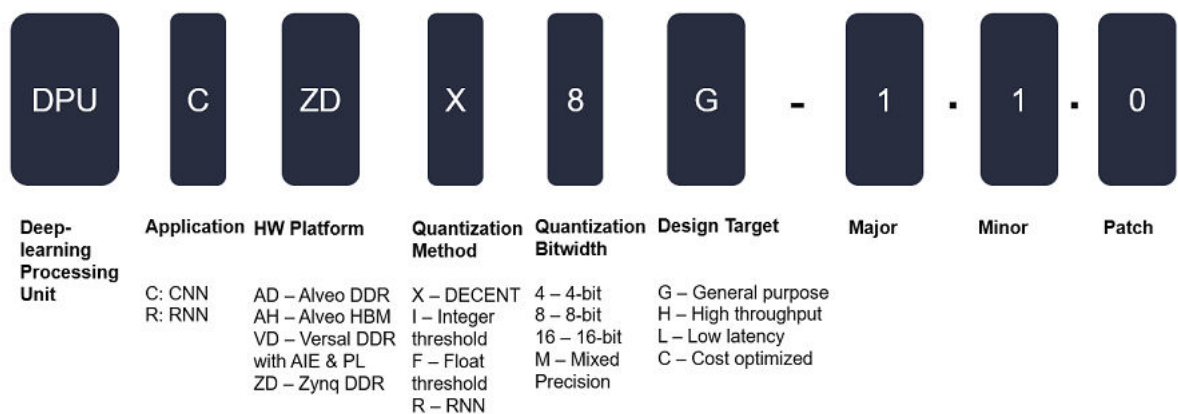 DPU C ZD X 8 G - 1 . 1 . 0
Deep-
learning
Processing
Unit
Application
C: CNN
R: RNN
HW Platform
AD – Alveo DDR
AH – Alveo HBM
VD – Versal DDR
with AIE & PL
ZD – Zynq DDR
Quantization
Method
X – DECENT
I – Integer
threshold
F – Float
threshold
R – RNN
Quantization
Bitwidth
4 – 4-bit
8 – 8-bit
16 – 16-bit
M – Mixed
Precision
Design Target
G – General purpose
H – High throughput
L – Low latency
C – Cost optimized
Major
Minor
Patch